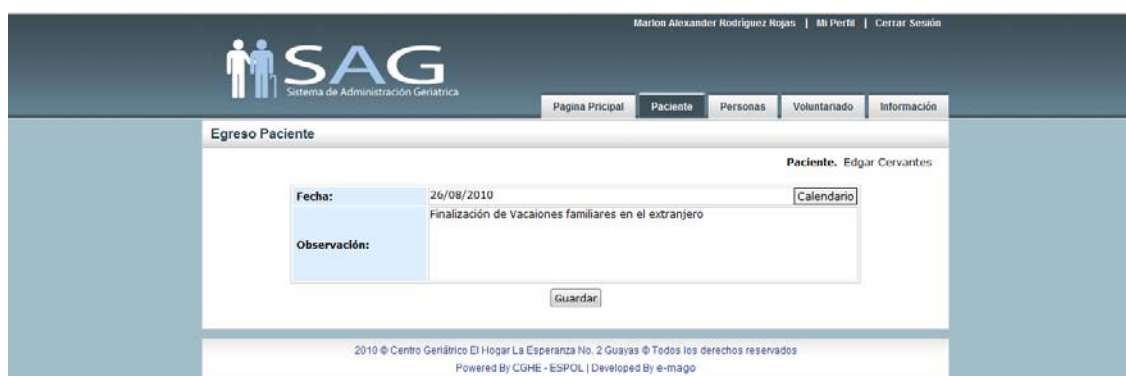 Marlon Alexander Rodriguez Rojas | Mi Perfil | Cerrar Sesión
SAG
Sistema de Administración Geriatrica
Pagina Pricipal Paciente Personas Voluntariado Información
Egreso Paciente
Paciente. Edgar Cervantes
Fecha: 26/08/2010 Calendario
Finalización de Vacaiones familiares en el extranjero
Observación:
Guardar
2010 © Centro Geriátrico El Hogar La Esperanza No. 2 Guayas © Todos los derechos reservados
Powered By CGHE - ESPOL | Developed By e-mago